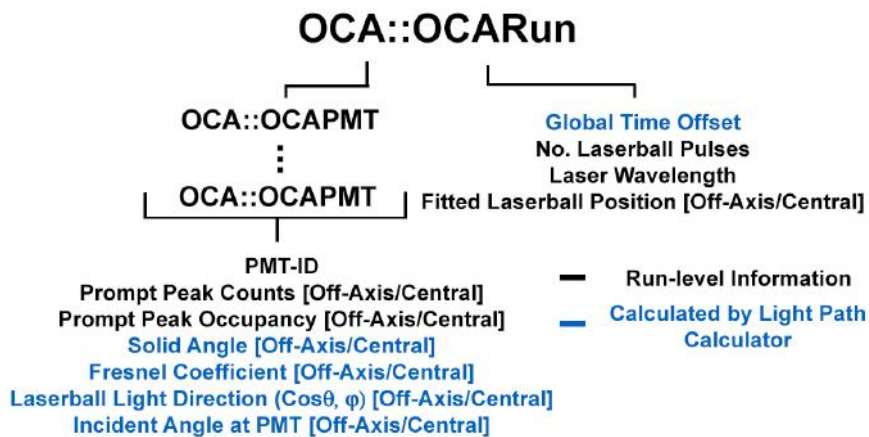 OCA::OCARun
OCA::OCAPMT
OCA::OCAPMT
PMT-ID
Prompt Peak Counts [Off-Axis/Central]
Prompt Peak Occupancy [Off-Axis/Central]
Solid Angle [Off-Axis/Central]
Fresnel Coefficient [Off-Axis/Central]
Laserball Light Direction (Cosθ, φ) [Off-Axis/Central]
Incident Angle at PMT [Off-Axis/Central]
Global Time Offset
No. Laserball Pulses
Laser Wavelength
Fitted Laserball Position [Off-Axis/Central]
Run-level Information
Calculated by Light Path
Calculator